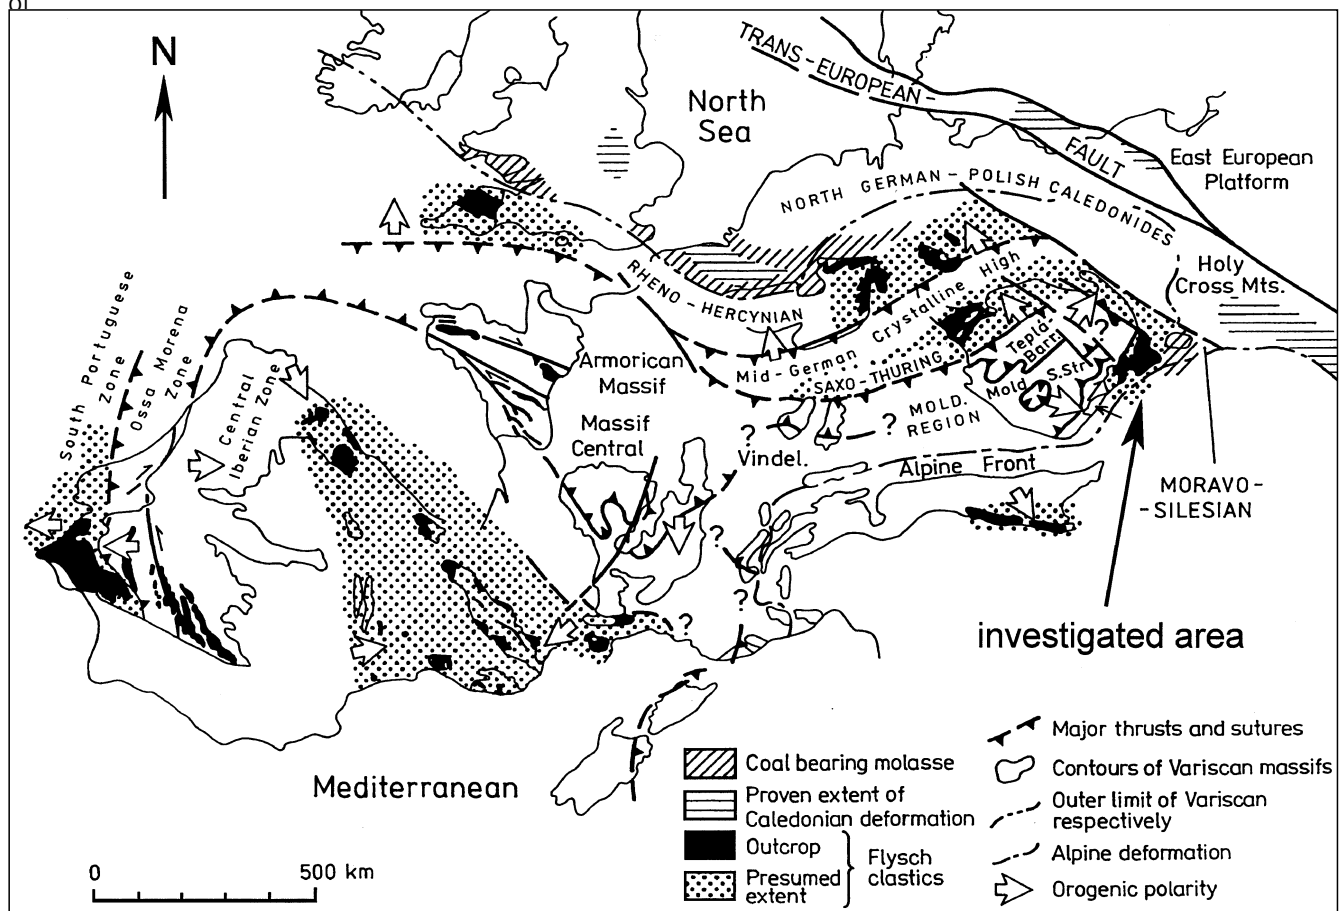 N
North
Sea
TRANS-EUROPEAN-
FAULT
East European
Platform
NORTH GERMAN-POLISH CALEDONIDES
Holy
Cross Mts.
RHENO-HERCYNIAN
Mid-German Crystalline High
SAXO-THURING.
Tepla
Barr.
?
Mold
S.Str
MOLD.
REGION
?
?
Vindel.
Alpine Front
MORAVO-
-SILESIAN
South Portuguese
Zone
Ossa Morena
Zone
Central
Iberian Zone
Armorican
Massif
Massif
Central
?
?
?
investigated area
Mediterranean
0 500 km
Coal bearing molasse
Proven extent of
Caledonian deformation
Outcrop
Presumed
extent
Flysch
clastics
Major thrusts and sutures
Contours of Variscan massifs
Outer limit of Variscan
respectively
Alpine deformation
Orogenic polarity